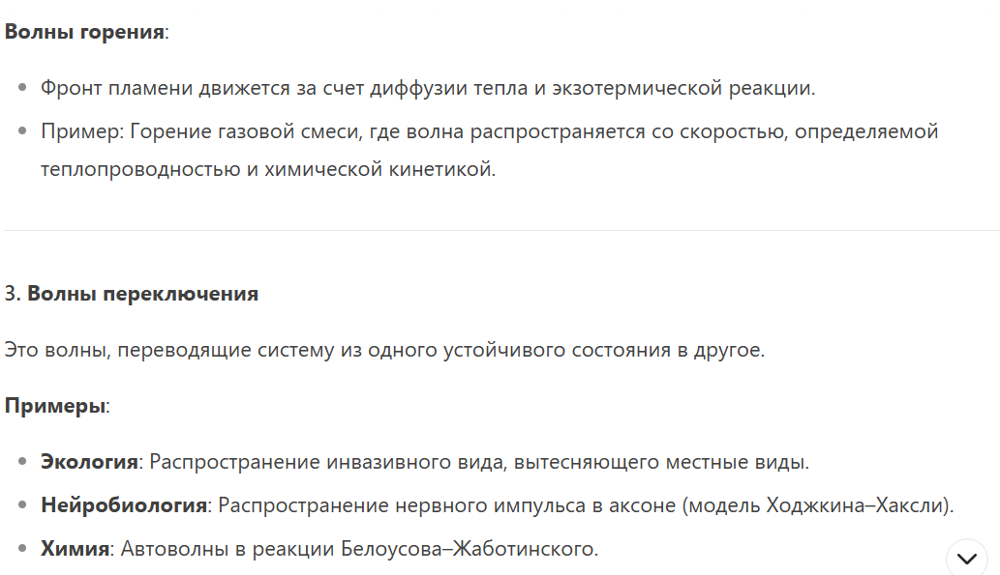 Волны горения:
Фронт пламени движется за счет диффузии тепла и экзотермической реакции.
Пример: Горение газовой смеси, где волна распространяется со скоростью, определяемой
теплопроводностью и химической кинетикой.
3. Волны переключения
Это волны, переводящие систему из одного устойчивого состояния в другое.
Примеры:
Экология: Распространение инвазивного вида, вытесняющего местные виды.
Нейробиология: Распространение нервного импульса в аксоне (модель Ходжкина–Хаксли).
Химия: Автоволны в реакции Белоусова–Жаботинского.